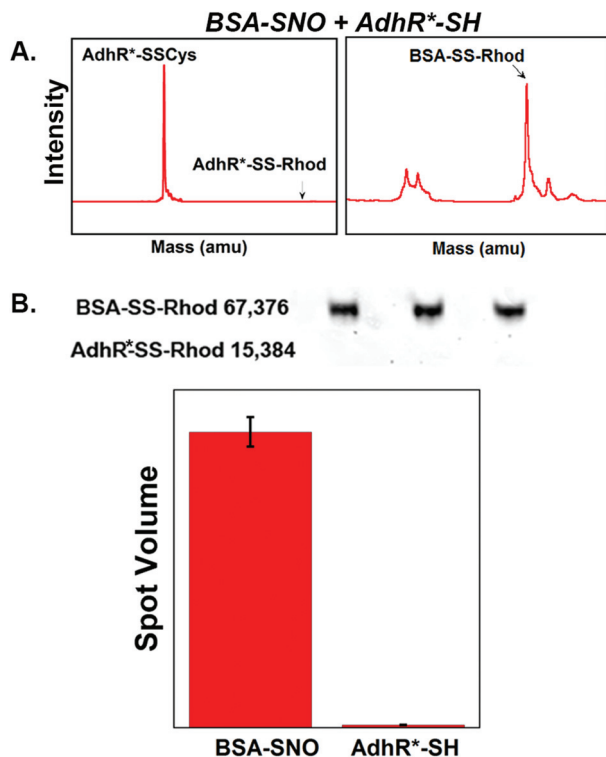 BSA-SNO + AdhR*-SH
A.
AdhR*-SSCys
AdhR*-SS-Rhod
Intensity
Mass (amu)
BSA-SS-Rhod
Mass (amu)
B.
BSA-SS-Rhod 67,376
AdhR*-SS-Rhod 15,384
Spot Volume
BSA-SNO
AdhR*-SH